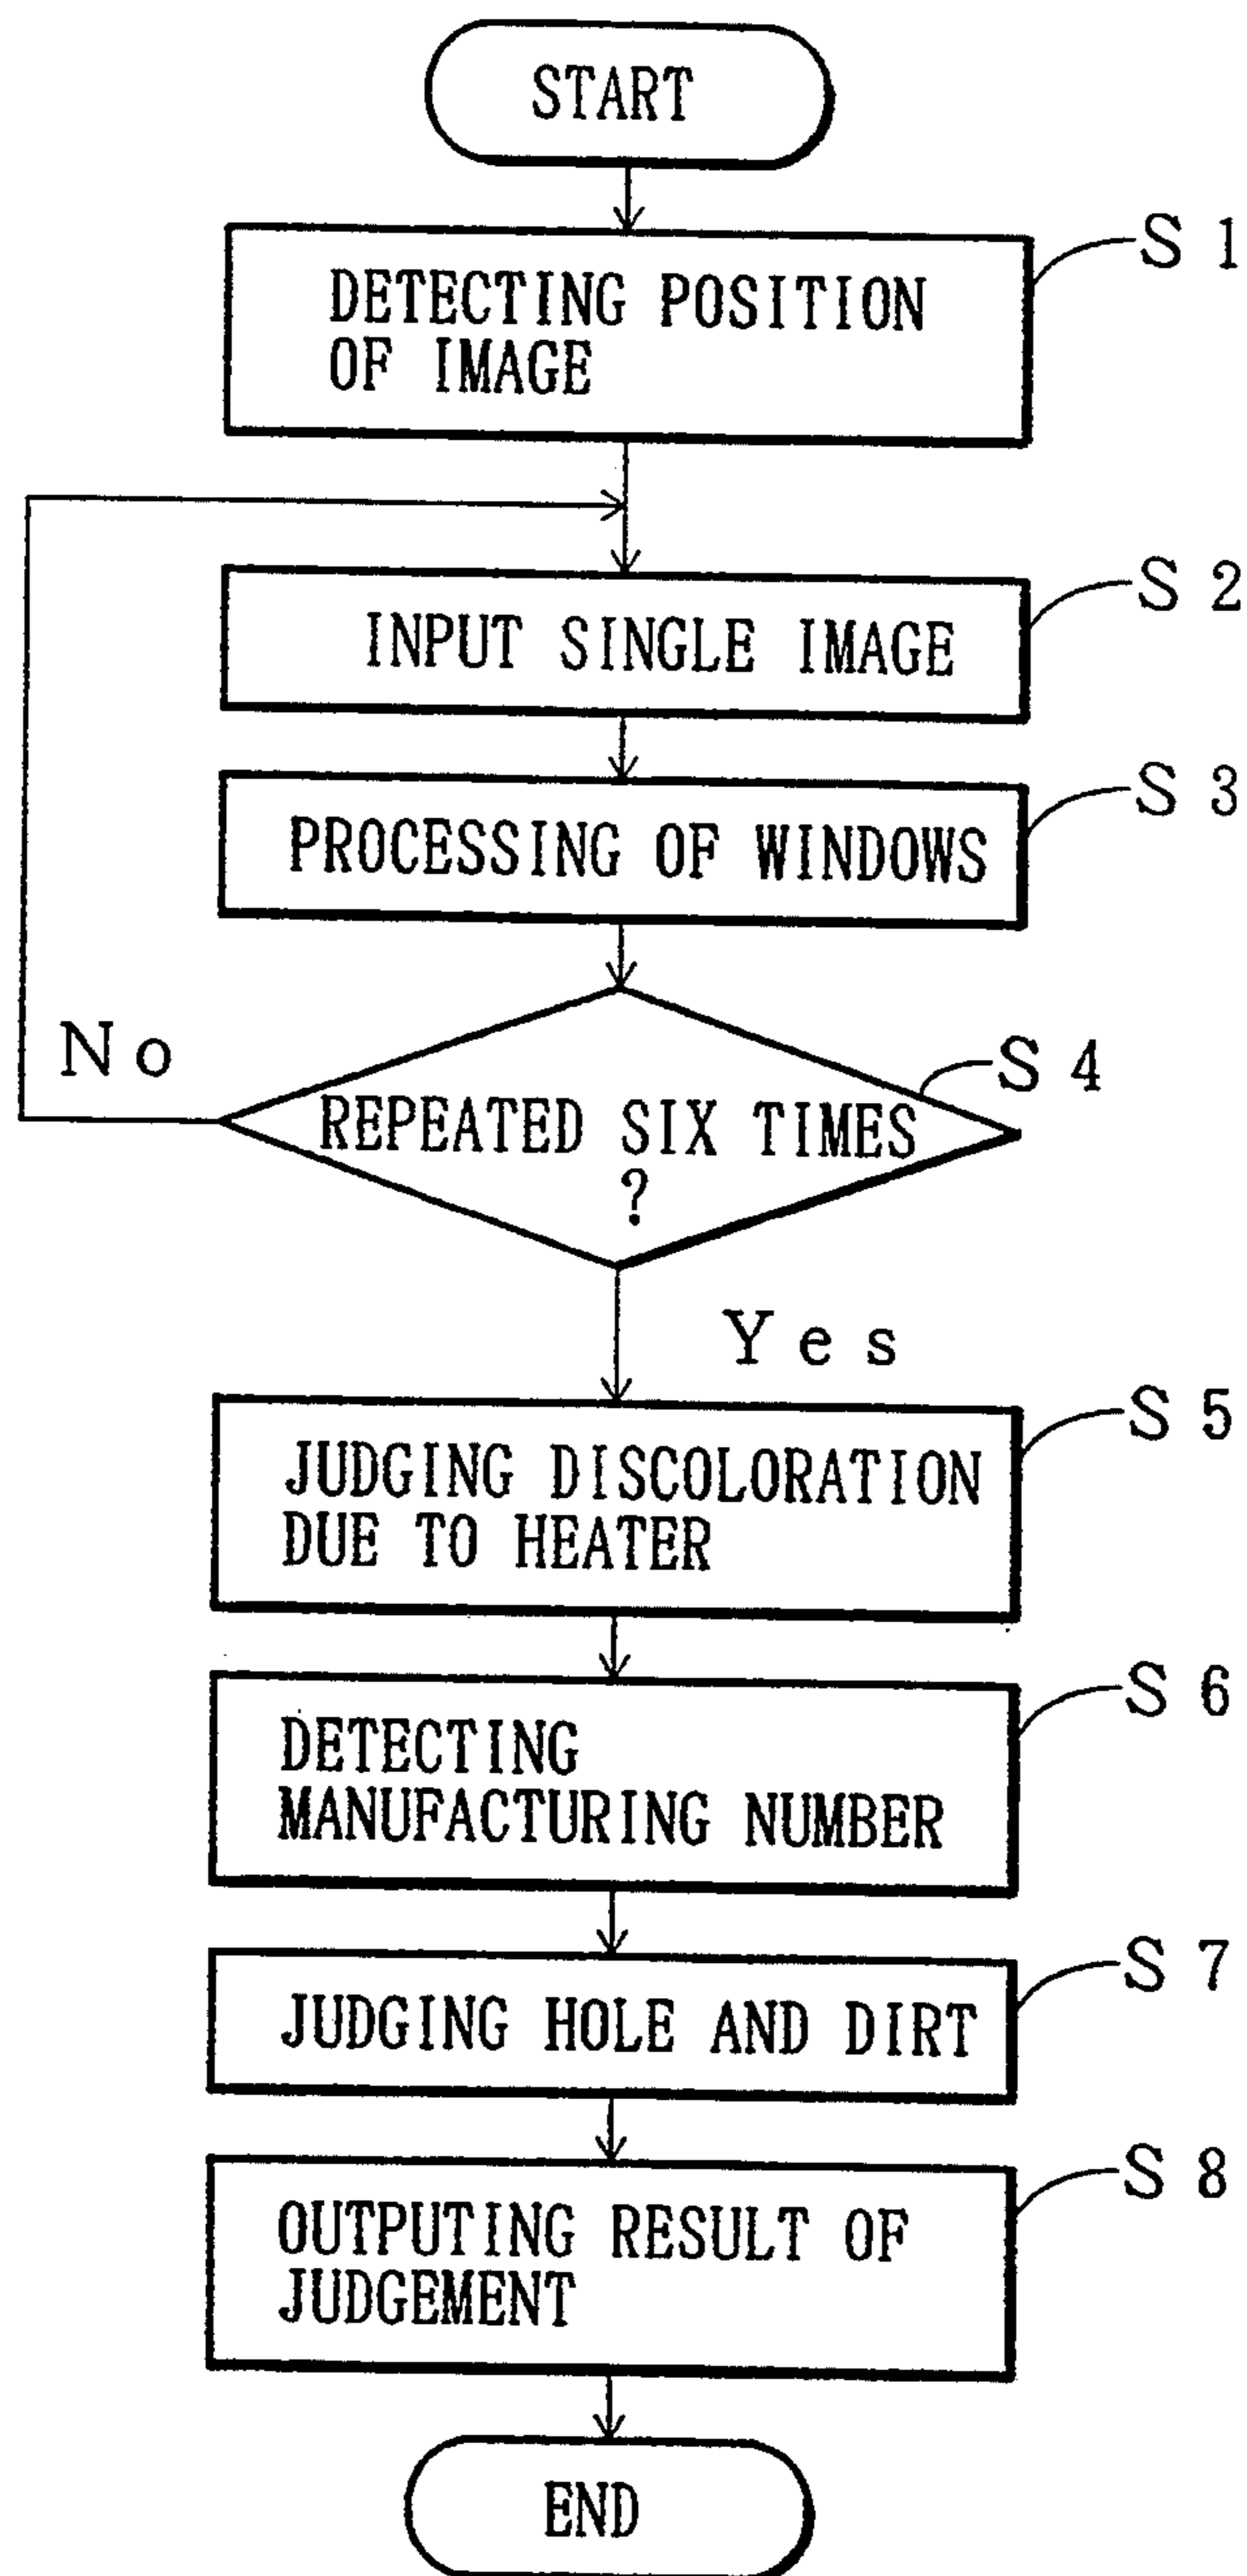 START
S 1
DETECTING POSITION
OF IMAGE
S 2
INPUT SINGLE IMAGE
S 3
PROCESSING OF WINDOWS
No
S 4
REPEATED SIX TIMES
?
Yes
S 5
JUDGING DISCOLORATION
DUE TO HEATER
S 6
DETECTING
MANUFACTURING NUMBER
S 7
JUDGING HOLE AND DIRT
S 8
OUTPUTING RESULT OF
JUDGEMENT
END